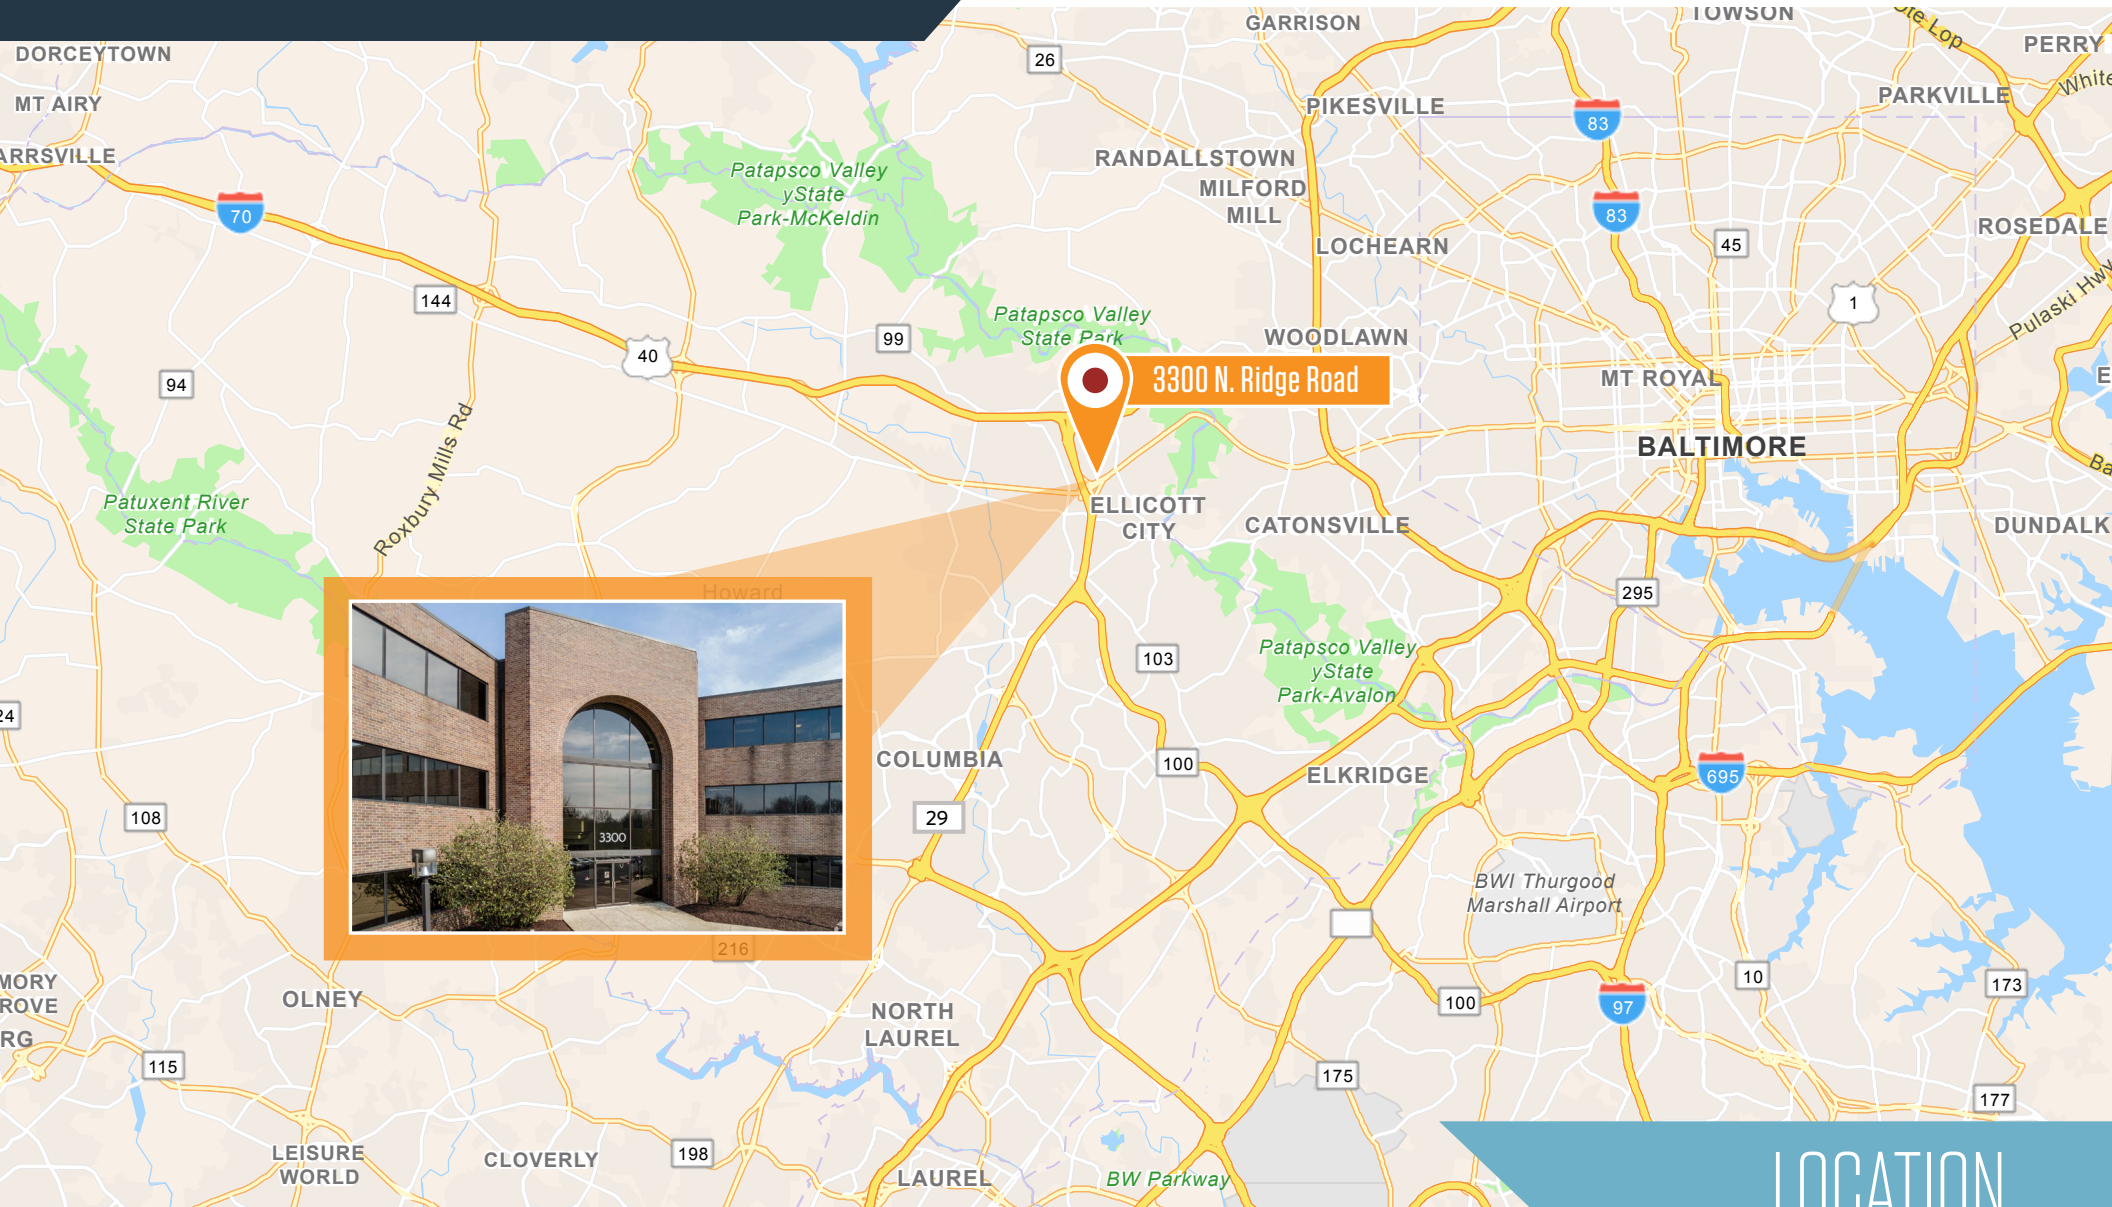 GARRISON
TOWSON
PERRY
DORCEYTOWN
26
MT AIRY
PIKESVILLE
83
PARKVILLE
White
ARRSVILLE
RANDALLSTOWN
MILFORD
MILL
Patapsco Valley
yState
Park-McKeldin
70
83
45
ROSEDALE
LOCHEARN
144
99
Patapsco Valley
State Park
WOODLAWN
1
Pulaski Hwy
40
94
3300 N. Ridge Road
MT ROYAL
E
BALTIMORE
Ba
Roxbury Mills Rd
Patuxent River
State Park
ELLICOTT
CITY
CATONSVILLE
DUNDALK
Howard
295
103
Patapsco Valley
yState
Park-Avalon
24
COLUMBIA
100
ELKRIDGE
695
108
29
3300
BWI Thurgood
Marshall Airport
216
MORY
ROVE
OLNEY
RG
NORTH
LAUREL
100
97
10
173
115
175
177
LEISURE
WORLD
CLOVERLY
198
LAUREL
BW Parkway
LOCATION